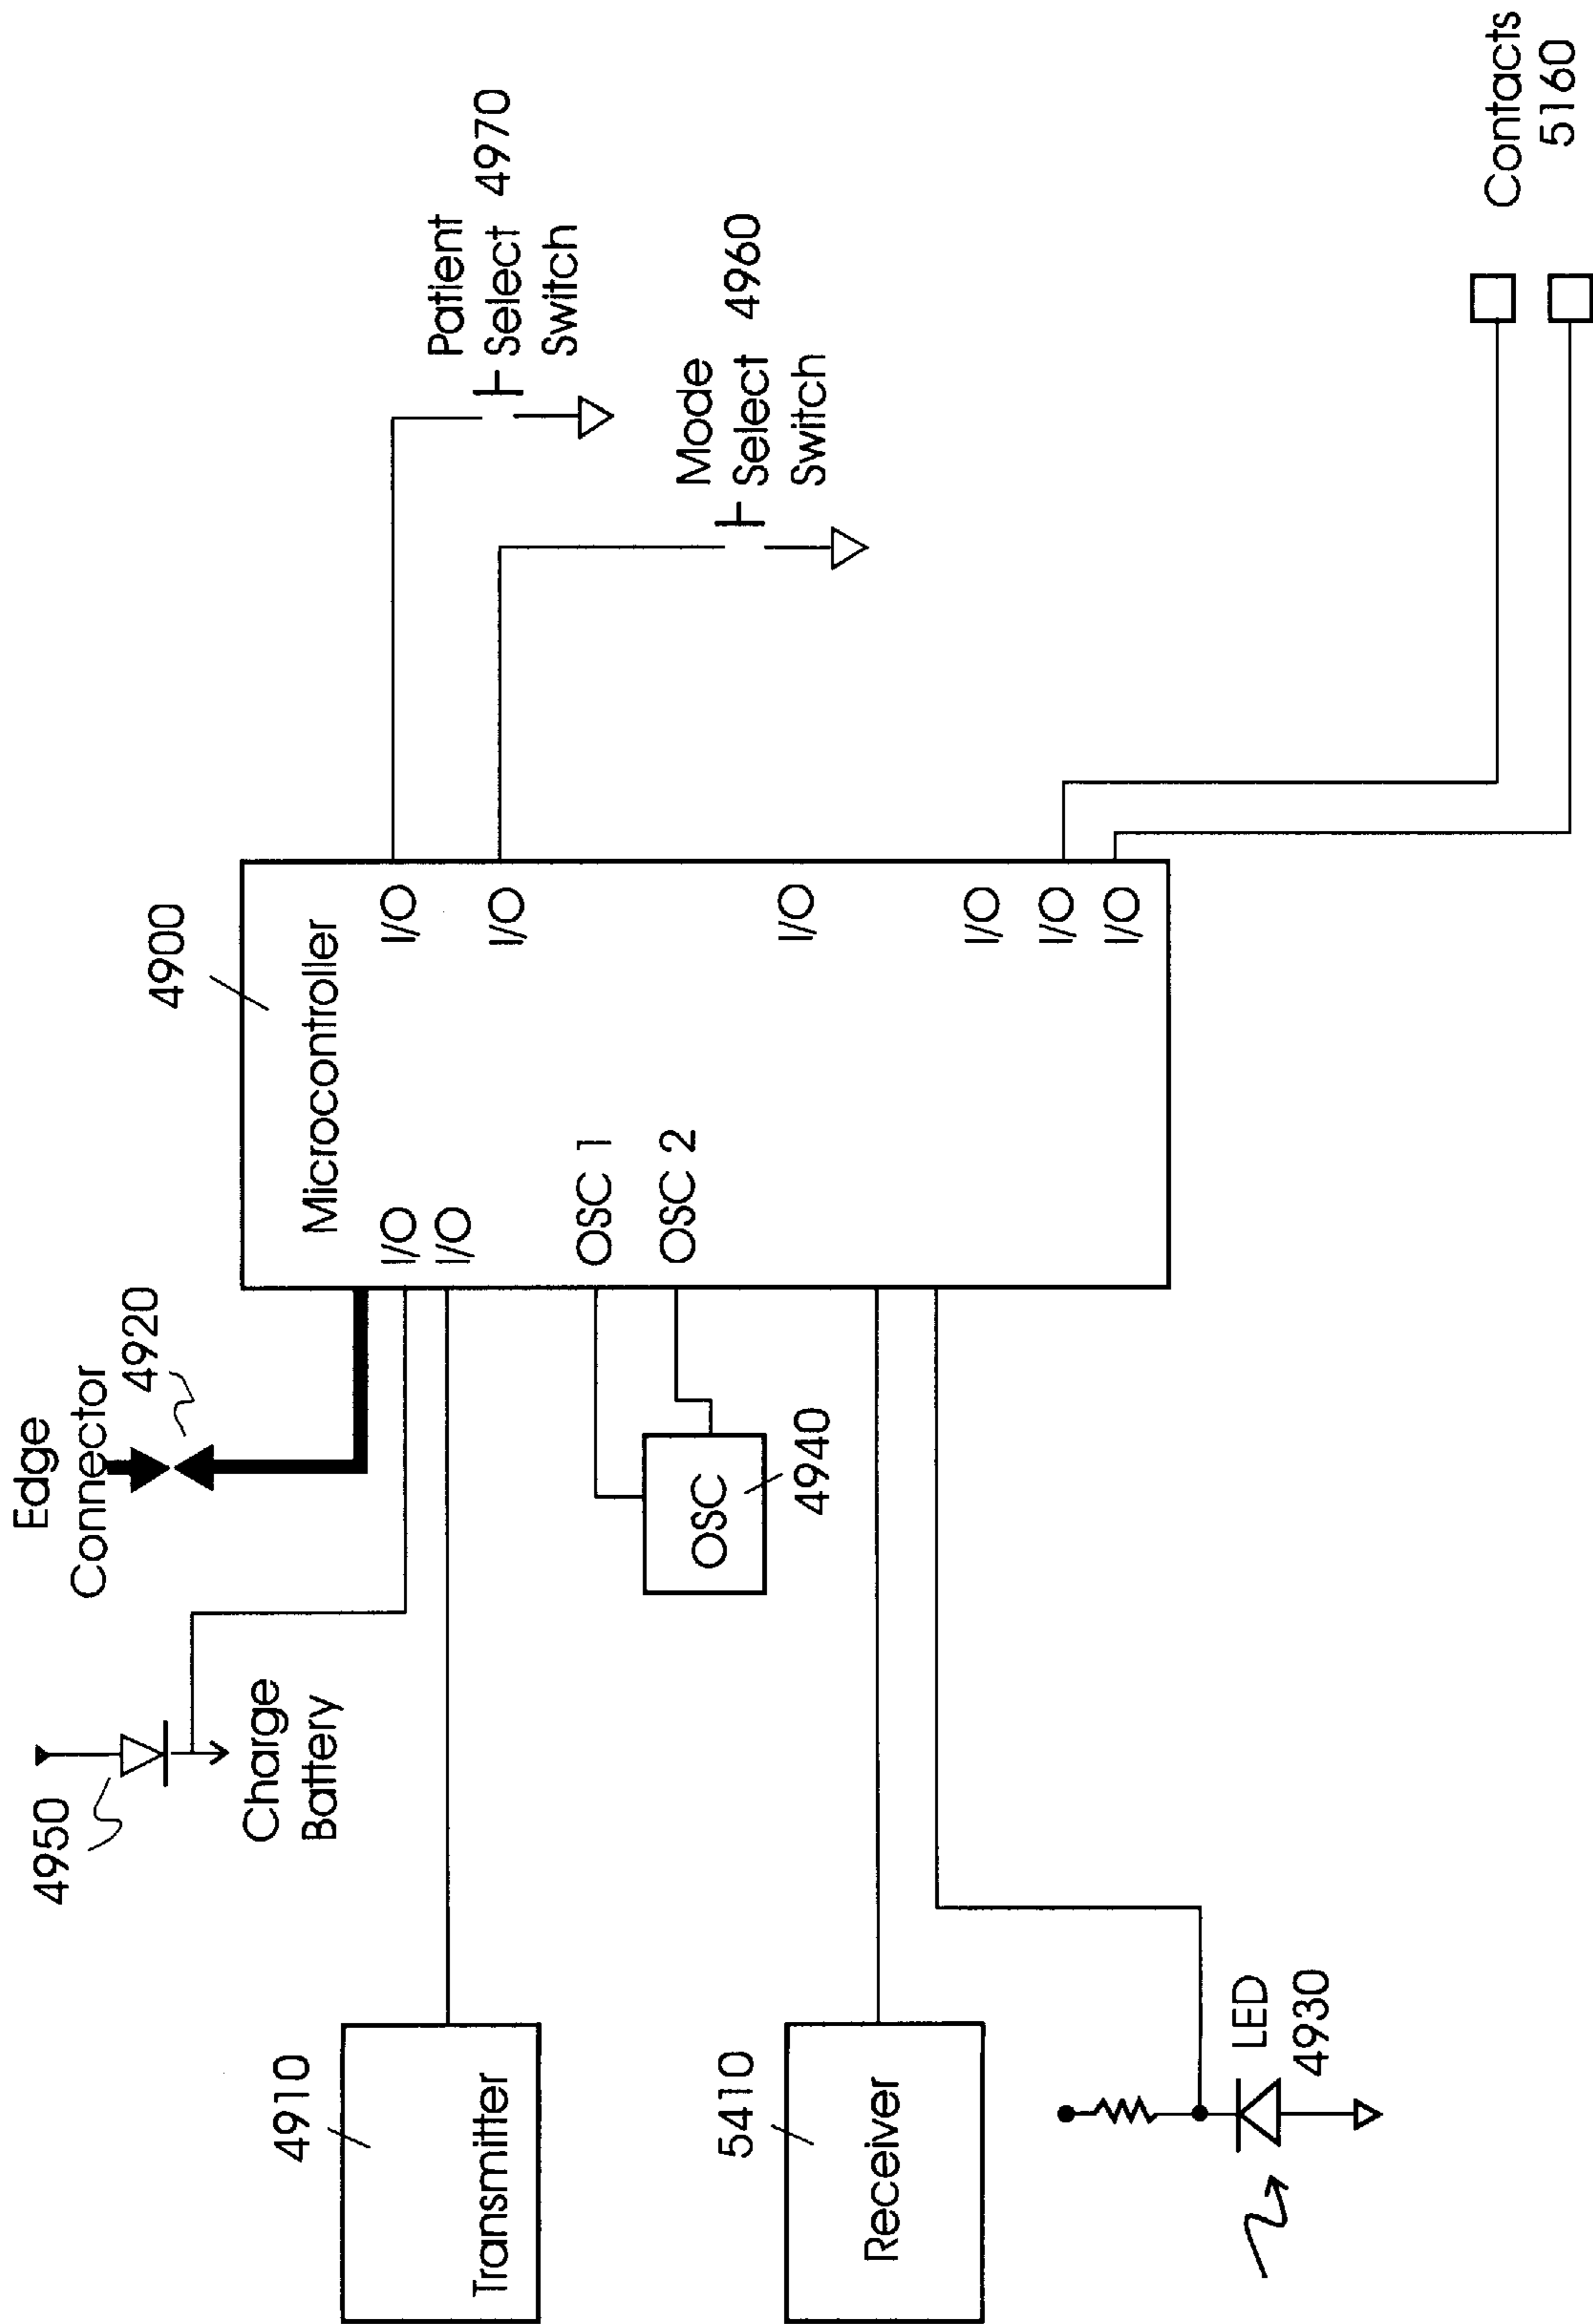 Edge
Connector
4920
4950
Charge
Battery
4900
Microcontroller
I/O
I/O
OSC 1
OSC 2
I/O
I/O
I/O
I/O
I/O
I/O
Patient
Select 4970
Switch
Mode
Select 4960
Switch
4910
Transmitter
OSC
4940
5410
Receiver
LED
4930
Contacts
5160